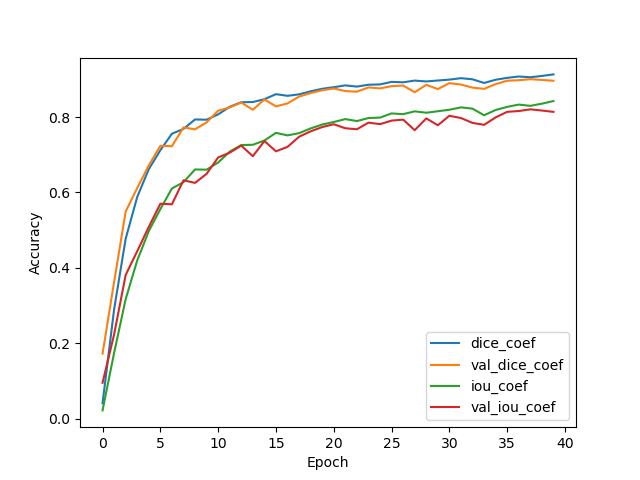 0.8
0.6
0.4
0.2
0.0
Accuracy
0 5 10 15 20 25 30 35 40
Epoch
dice_coef
val_dice_coef
iou_coef
val_iou_coef